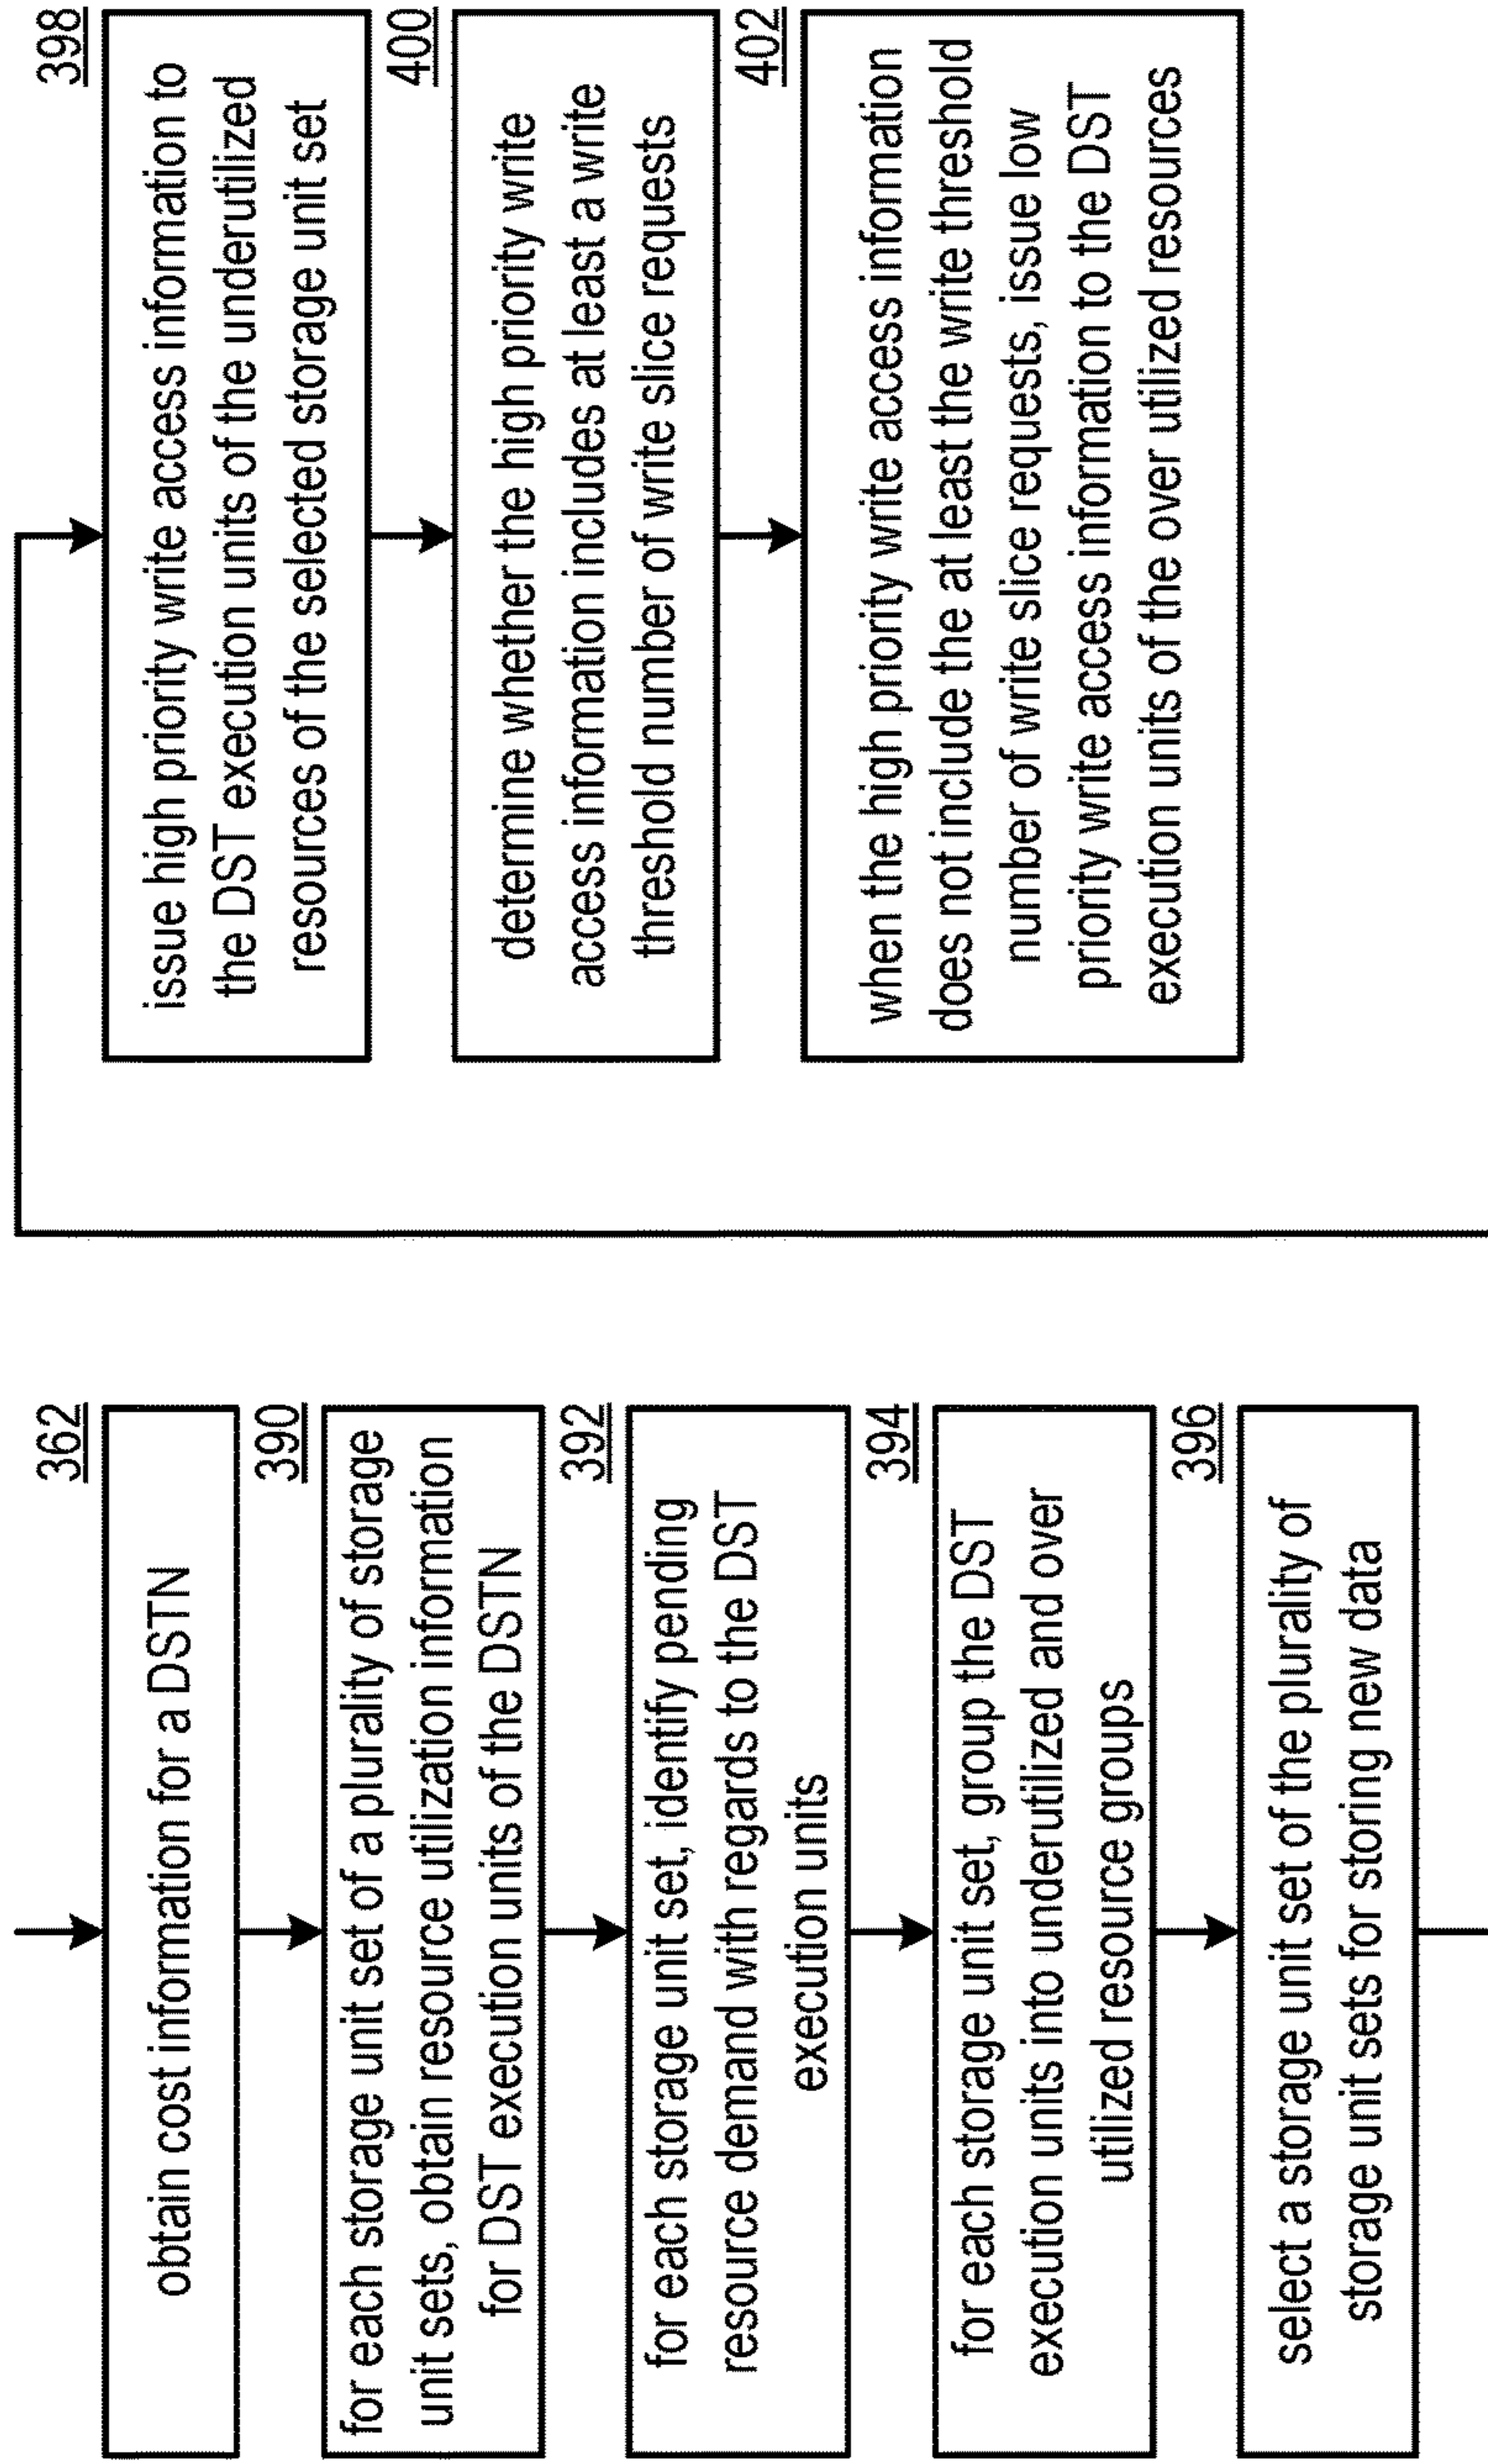 362
obtain cost information for a DSTN
390
for each storage unit set of a plurality of storage
unit sets, obtain resource utilization information
for DST execution units of the DSTN
392
for each storage unit set, identify pending
resource demand with regards to the DST
execution units
394
for each storage unit set, group the DST
execution units into underutilized and over
utilized resource groups
396
select a storage unit set of the plurality of
storage unit sets for storing new data
398
issue high priority write access information to
the DST execution units of the underutilized
resources of the selected storage unit set
400
determine whether the high priority write
access information includes at least a write
threshold number of write slice requests
402
when the high priority write access information
does not include the at least the write threshold
number of write slice requests, issue low
priority write access information to the DST
execution units of the over utilized resources